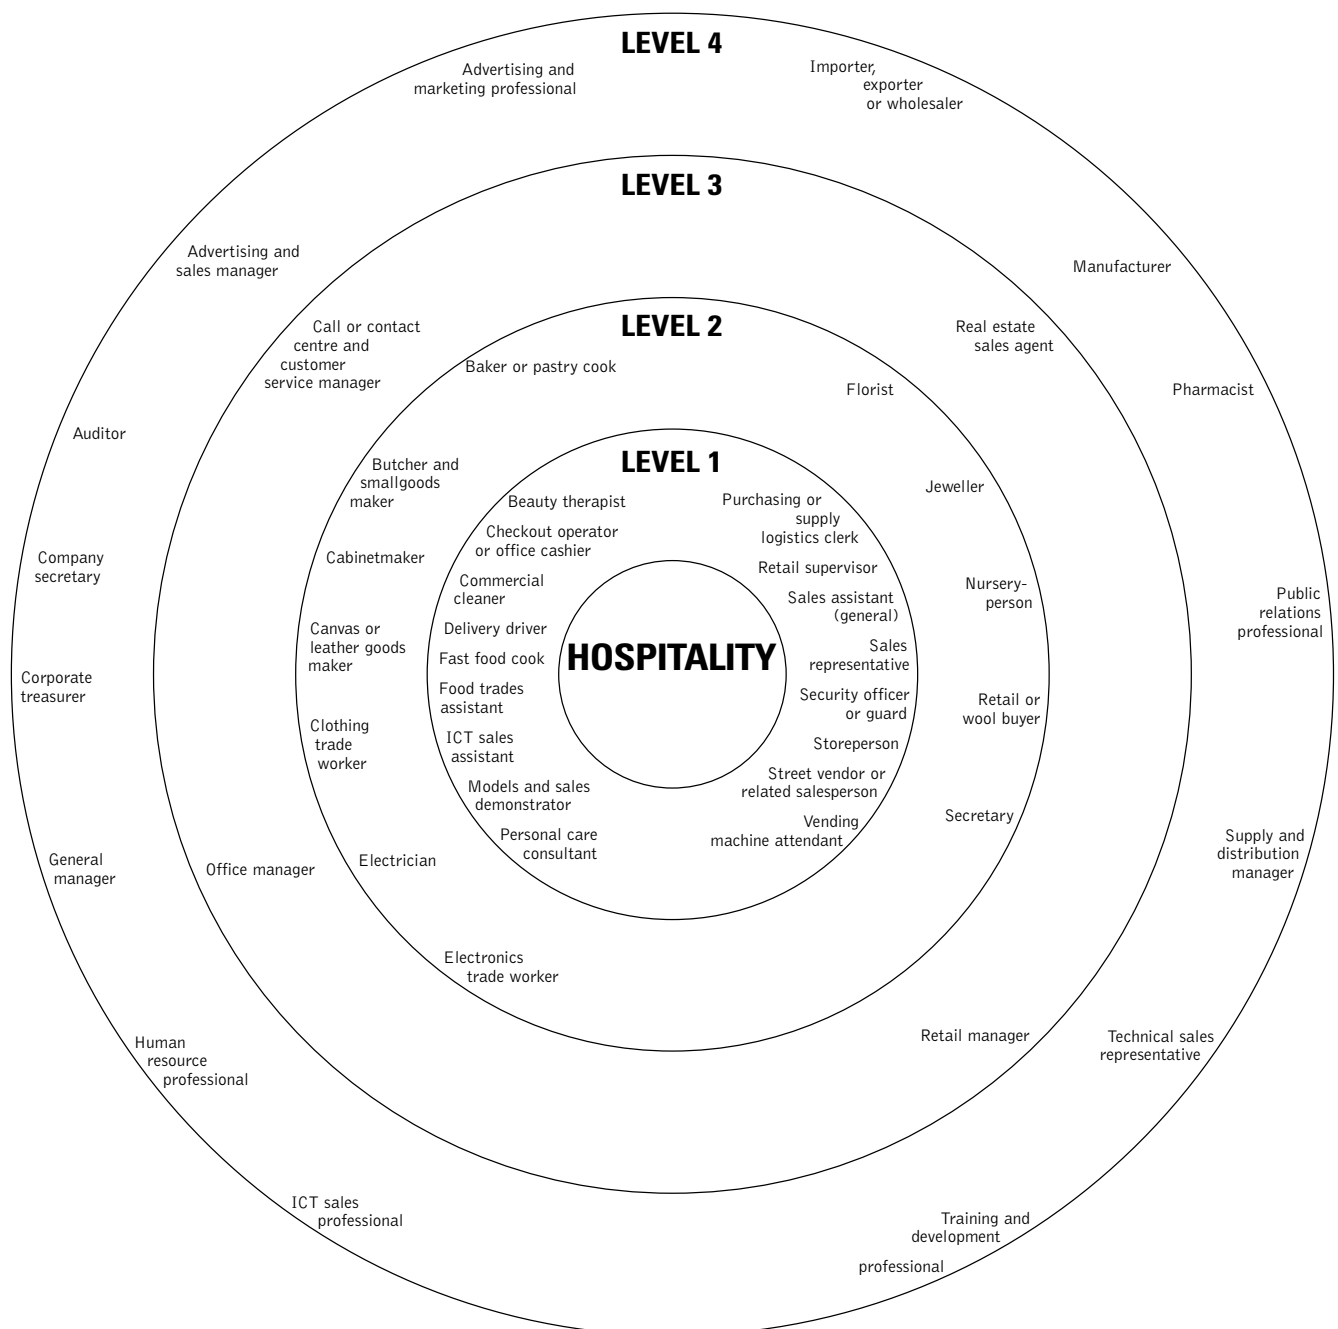 LEVEL 4
Advertising and
marketing professional
Importer,
exporter
or wholesaler
LEVEL 3
Advertising and
sales manager
Manufacturer
Call or contact
centre and
customer
service manager
LEVEL 2
Real estate
sales agent
Baker or pastry cook
Florist
Pharmacist
Auditor
Butcher and
smallgoods
maker
LEVEL 1
Jeweller
Beauty therapist
Purchasing or
supply
logistics clerk
Checkout operator
or office cashier
Company
secretary
Cabinetmaker
Commercial
cleaner
Retail supervisor
Nursery-
person
Sales assistant
(general)
Public
relations
professional
Canvas or
leather goods
maker
Delivery driver
Fast food cook
HOSPITALITY
Sales
representative
Corporate
treasurer
Food trades
assistant
Security officer
or guard
Retail or
wool buyer
Clothing
trade
worker
ICT sales
assistant
Storeperson
Models and sales
demonstrator
Street vendor or
related salesperson
Secretary
Personal care
consultant
Vending
machine attendant
Supply and
distribution
manager
General
manager
Office manager
Electrician
Electronics
trade worker
Human
resource
professional
Retail manager
Technical sales
representative
ICT sales
professional
Training and
development
professional